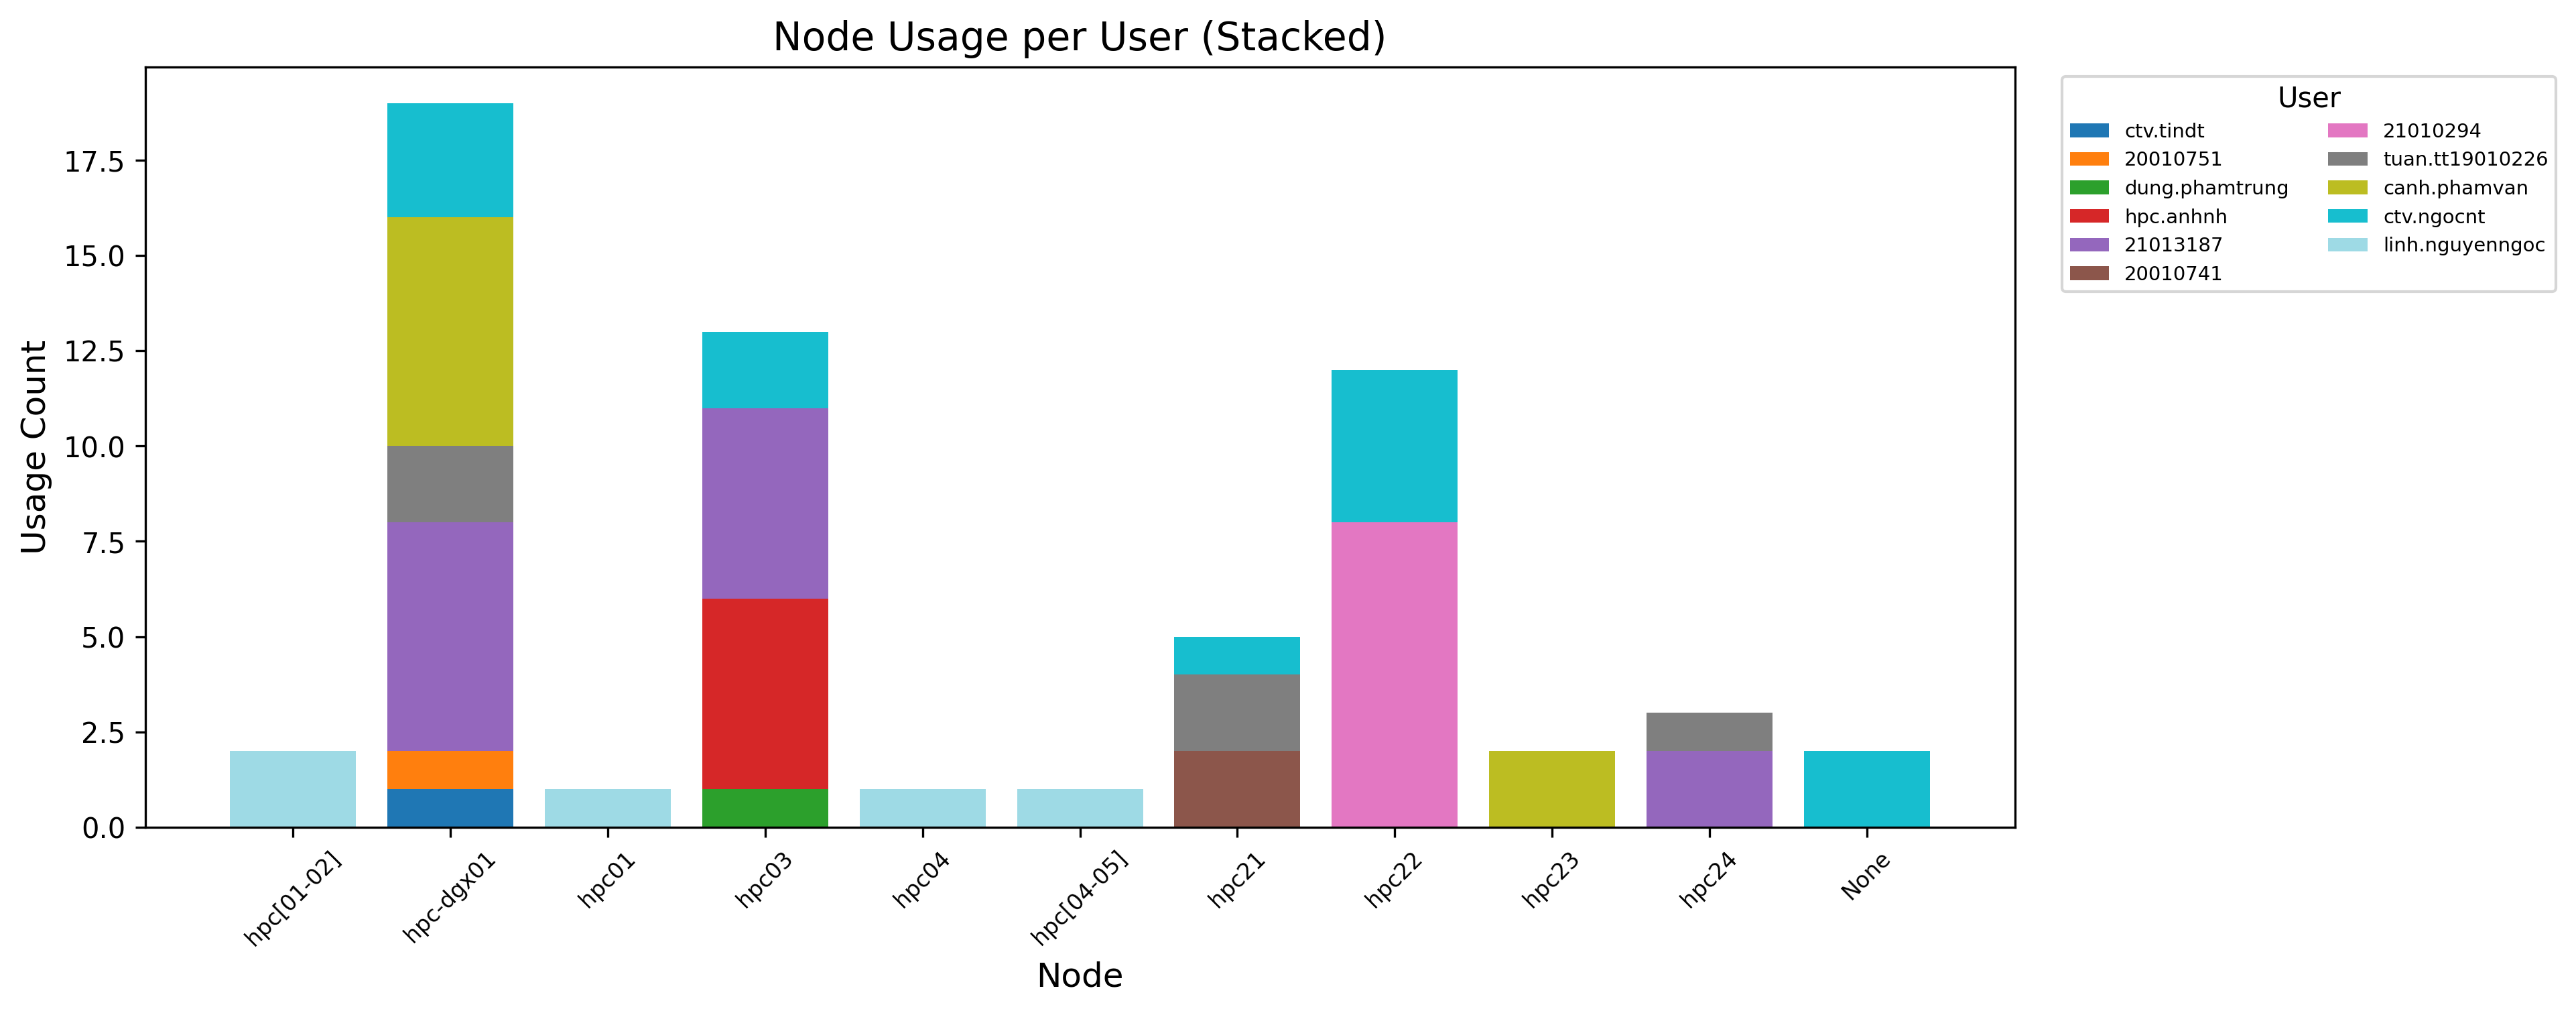 Node Usage per User (Stacked)
Usage Count
17.5
15.0
12.5
10.0
7.5
5.0
2.5
0.0
hpc[01-02]
hpc-dgx01
hpc01
hpc03
hpc04
hpc[04-05]
hpc21
hpc22
hpc23
hpc24
None
Node
User
ctv.tindt
20010751
dung.phamtrung
hpc.anhnh
21013187
20010741
21010294
tuan.tt19010226
canh.phamvan
ctv.ngocnt
linh.nguyenngoc